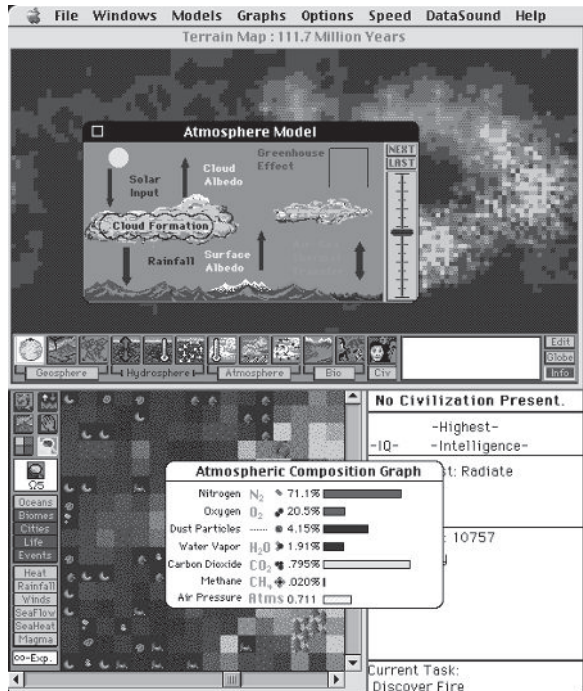 File Windows Models Graphs Options Speed DataSound Help
Terrain Map : 111.7 Million Years
Atmosphere Model
NEXT
LAST
Greenhouse
Effect
Cloud
Albedo
Solar
Input
Cloud Formation
Rainfall
Surface
Albedo
Edit
Globe
Info
Geosphere
Hydrosphere
Atmosphere
Bio
Civ
No Civilization Present.
-Highest-
-IQ- -Intelligence-
st: Radiate
: 10757
Ω5
Oceans
Biomes
Cities
Life
Events
Heat
Rainfall
Winds
SeaFlow
SeaHeat
Magma
∞-Exp.
Atmospheric Composition Graph
Nitrogen N₂ 71.1%
Oxygen O₂ 20.5%
Dust Particles ...... 4.15%
Water Vapor H₂O 1.91%
Carbon Dioxide CO₂ .795%
Methane CH₄ .020%
Air Pressure Atms 0.711
Current Task:
Discover Fire